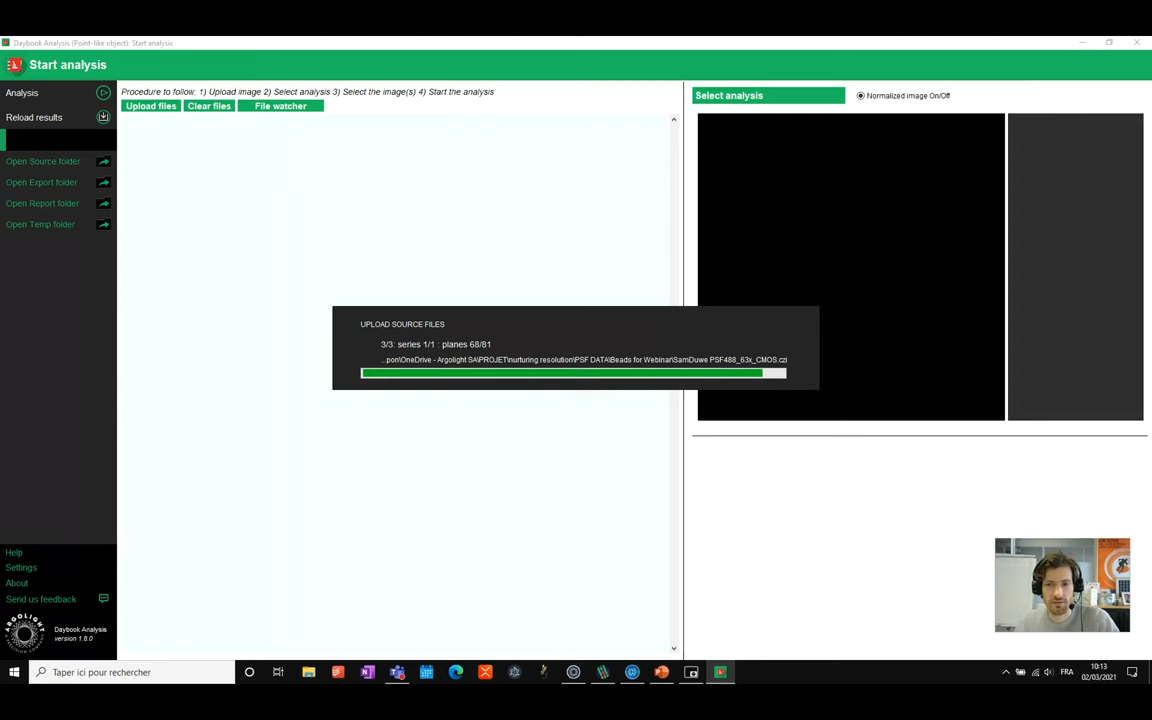 Daybook Analysis (Point-like object): Start analysis
Start analysis
Analysis
Reload results
Open Source folder
Open Export folder
Open Report folder
Open Temp folder
Procedure to follow: 1) Upload image 2) Select analysis 3) Select the image(s) 4) Start the analysis
Upload files
Clear files
File watcher
Select analysis
Normalized image On/Off
UPLOAD SOURCE FILES
3/3: series 1/1 : planes 68/81
...pon\OneDrive - Argolight SA\PROJET\nurturing resolution\PSF DATA\Beads for Webinar\SamDuwe PSF488_63x_CMOS.czi
Help
Settings
About
Send us feedback
ARGOLIGHT
Daybook Analysis
version 1.8.0
Taper ici pour rechercher
FRA
10:13
02/03/2021